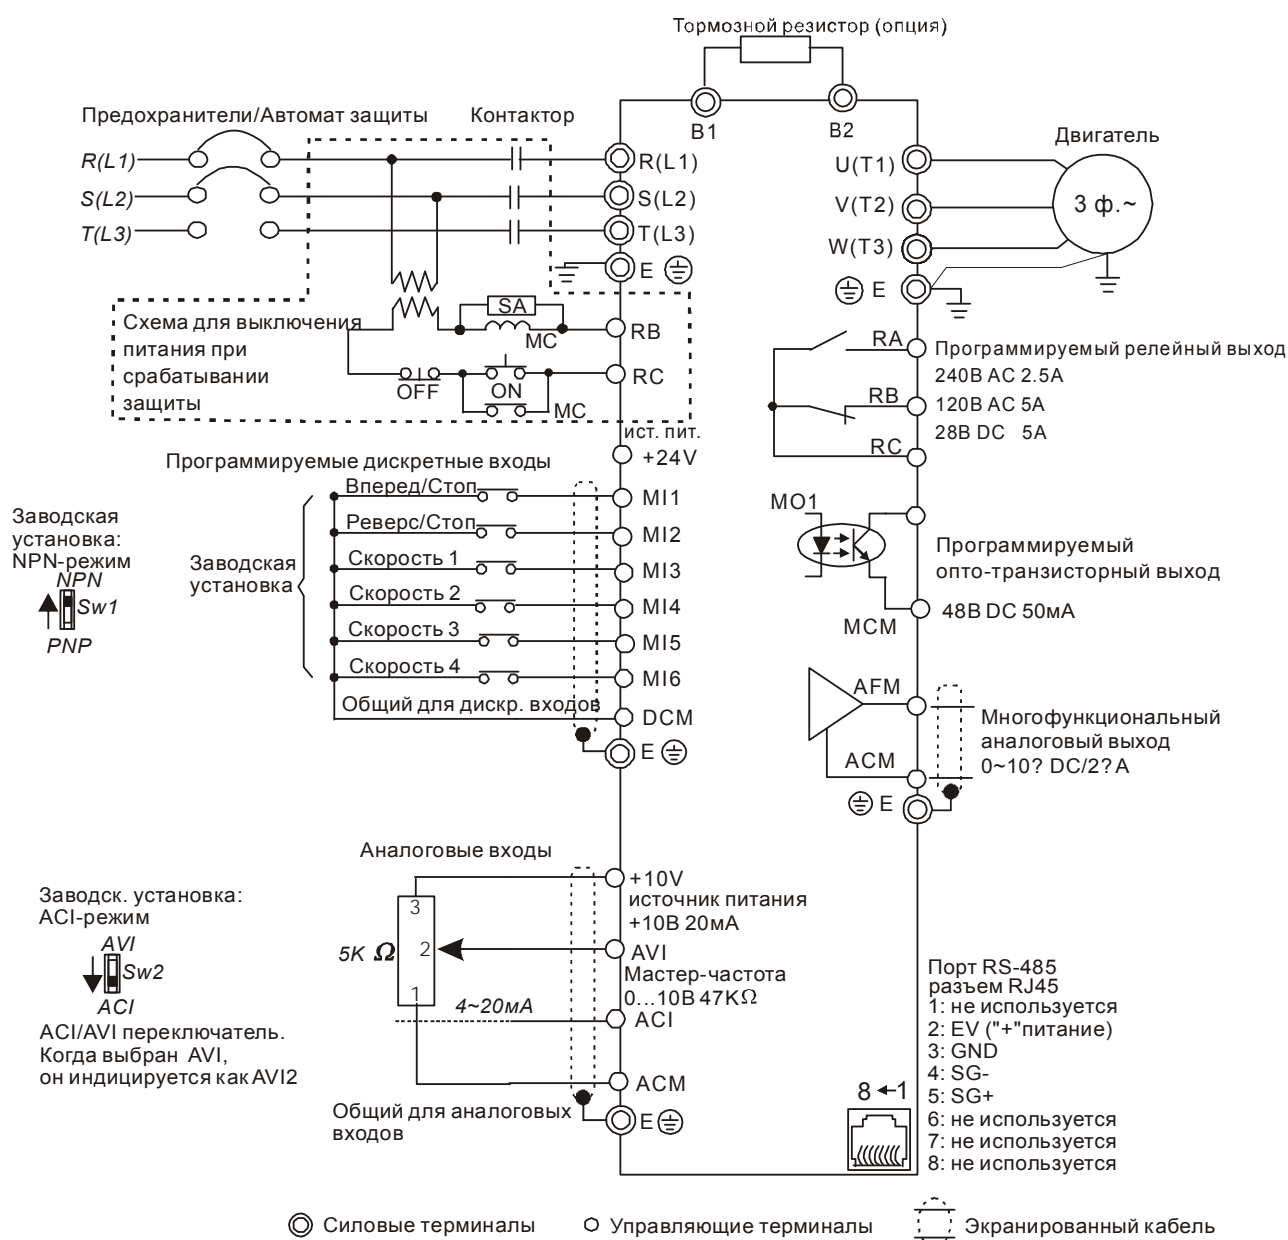 Тормозной резистор (опция)
B1
B2
Предохранители/Автомат защиты
Контактор
Двигатель
R(L1)
S(L2)
T(L3)
R(L1)
S(L2)
T(L3)
E
U(T1)
V(T2)
W(T3)
E
3 ф.~
Схема для выключения
питания при
срабатывании
защиты
SA
MC
OFF
ON
MC
RB
RC
RA
RB
RC
Программируемый релейный выход
240В AC 2.5A
120В AC 5A
28В DC 5A
ист. пит.
+24V
Программируемые дискретные входы
Заводская
установка:
NPN-режим
NPN
Sw1
PNP
Заводская
установка
Вперед/Стоп
Реверс/Стоп
Скорость 1
Скорость 2
Скорость 3
Скорость 4
Общий для дискр. входов
MI1
MI2
MI3
MI4
MI5
MI6
DCM
E
MO1
MCM
Программируемый
опто-транзисторный выход
48В DC 50мА
AFM
ACM
E
Многофункциональный
аналоговый выход
0~10? DC/2?А
Аналоговые входы
Заводск. установка:
ACI-режим
AVI
Sw2
ACI
ACI/AVI переключатель.
Когда выбран AVI,
он индицируется как AVI2
3
2
1
5K Ω
4~20мА
+10V
источник питания
+10В 20мА
AVI
Мастер-частота
0...10В 47KΩ
ACI
ACM
E
Общий для аналоговых
входов
Порт RS-485
разъем RJ45
1: не используется
2: EV ("+"питание)
3: GND
4: SG-
5: SG+
6: не используется
7: не используется
8: не используется
8←1
Силовые терминалы
Управляющие терминалы
Экранированный кабель